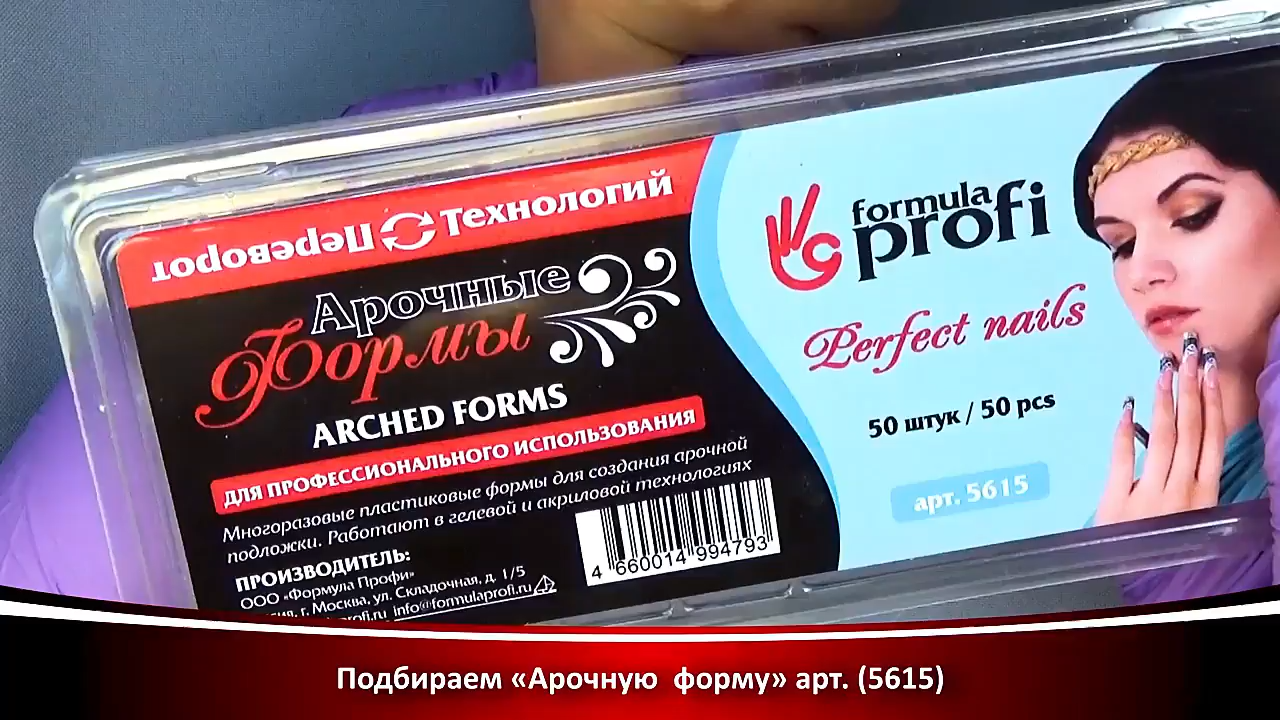 Переворот Технологий
Арочные
Формы
ARCHED FORMS
ДЛЯ ПРОФЕССИОНАЛЬНОГО ИСПОЛЬЗОВАНИЯ
Многоразовые пластиковые формы для создания арочной
подложки. Работают в гелевой и акриловой технологиях
ПРОИЗВОДИТЕЛЬ:
ООО «Формула Профи»
г. Москва, ул. Складочная, д. 1/5
info@formulaprofi.ru
4 660014 994793
formula
profi
Perfect nails
50 штук / 50 pcs
арт. 5615
Подбираем «Арочную форму» арт. (5615)